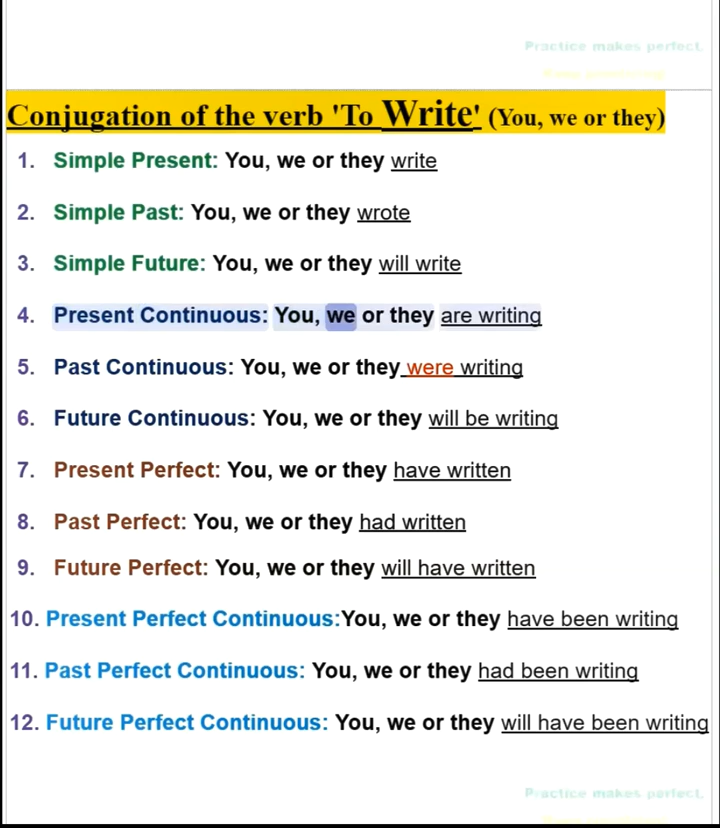 Practice makes perfect.
Conjugation of the verb 'To Write' (You, we or they)
1. Simple Present: You, we or they write
2. Simple Past: You, we or they wrote
3. Simple Future: You, we or they will write
4. Present Continuous: You, we or they are writing
5. Past Continuous: You, we or they were writing
6. Future Continuous: You, we or they will be writing
7. Present Perfect: You, we or they have written
8. Past Perfect: You, we or they had written
9. Future Perfect: You, we or they will have written
10. Present Perfect Continuous:You, we or they have been writing
11. Past Perfect Continuous: You, we or they had been writing
12. Future Perfect Continuous: You, we or they will have been writing
Practice makes perfect.